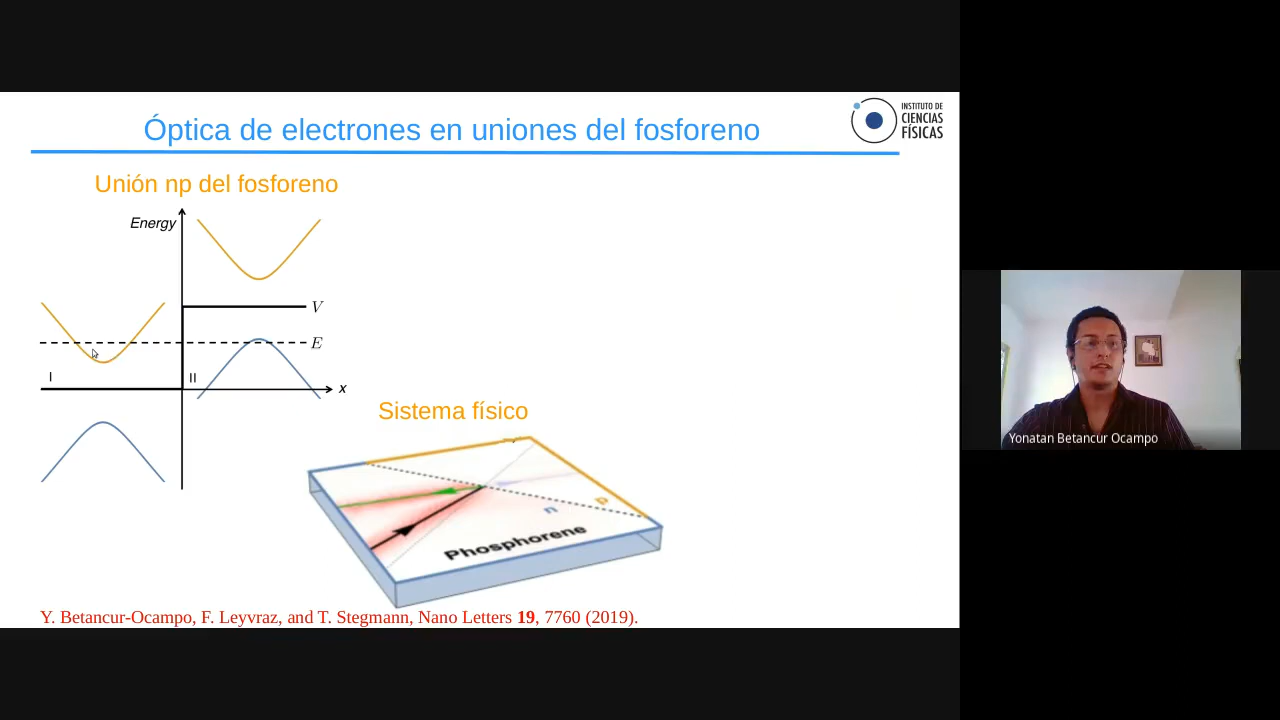 Óptica de electrones en uniones del fosforeno
INSTITUTO DE
CIENCIAS
FÍSICAS
Unión np del fosforeno
Energy
V
E
I
II
x
Sistema físico
n
p
Phosphorene
Y. Betancur-Ocampo, F. Leyvraz, and T. Stegmann, Nano Letters 19, 7760 (2019).
Yonatan Betancur Ocampo